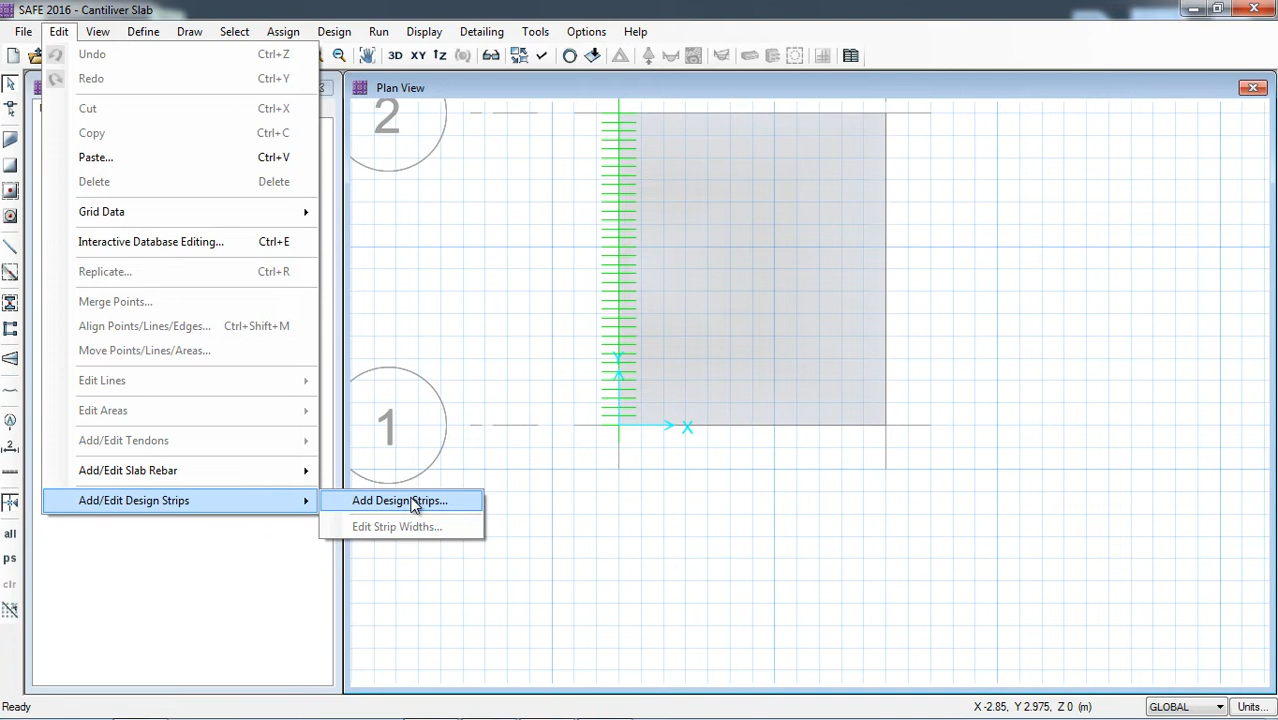 SAFE 2016 - Cantiliver Slab
File Edit View Define Draw Select Assign Design Run Display Detailing Tools Options Help
3D XY
Plan View
Undo Ctrl+Z
Redo Ctrl+Y
Cut Ctrl+X
Copy Ctrl+C
Paste... Ctrl+V
Delete Delete
Grid Data
Interactive Database Editing... Ctrl+E
Replicate... Ctrl+R
Merge Points...
Align Points/Lines/Edges... Ctrl+Shift+M
Move Points/Lines/Areas...
Edit Lines
Edit Areas
Add/Edit Tendons
Add/Edit Slab Rebar
Add/Edit Design Strips
Add Design Strips...
Edit Strip Widths...
2
1
Y
X
all
ps
clr
Ready
X -2.85, Y 2.975, Z 0 (m)
GLOBAL
Units...